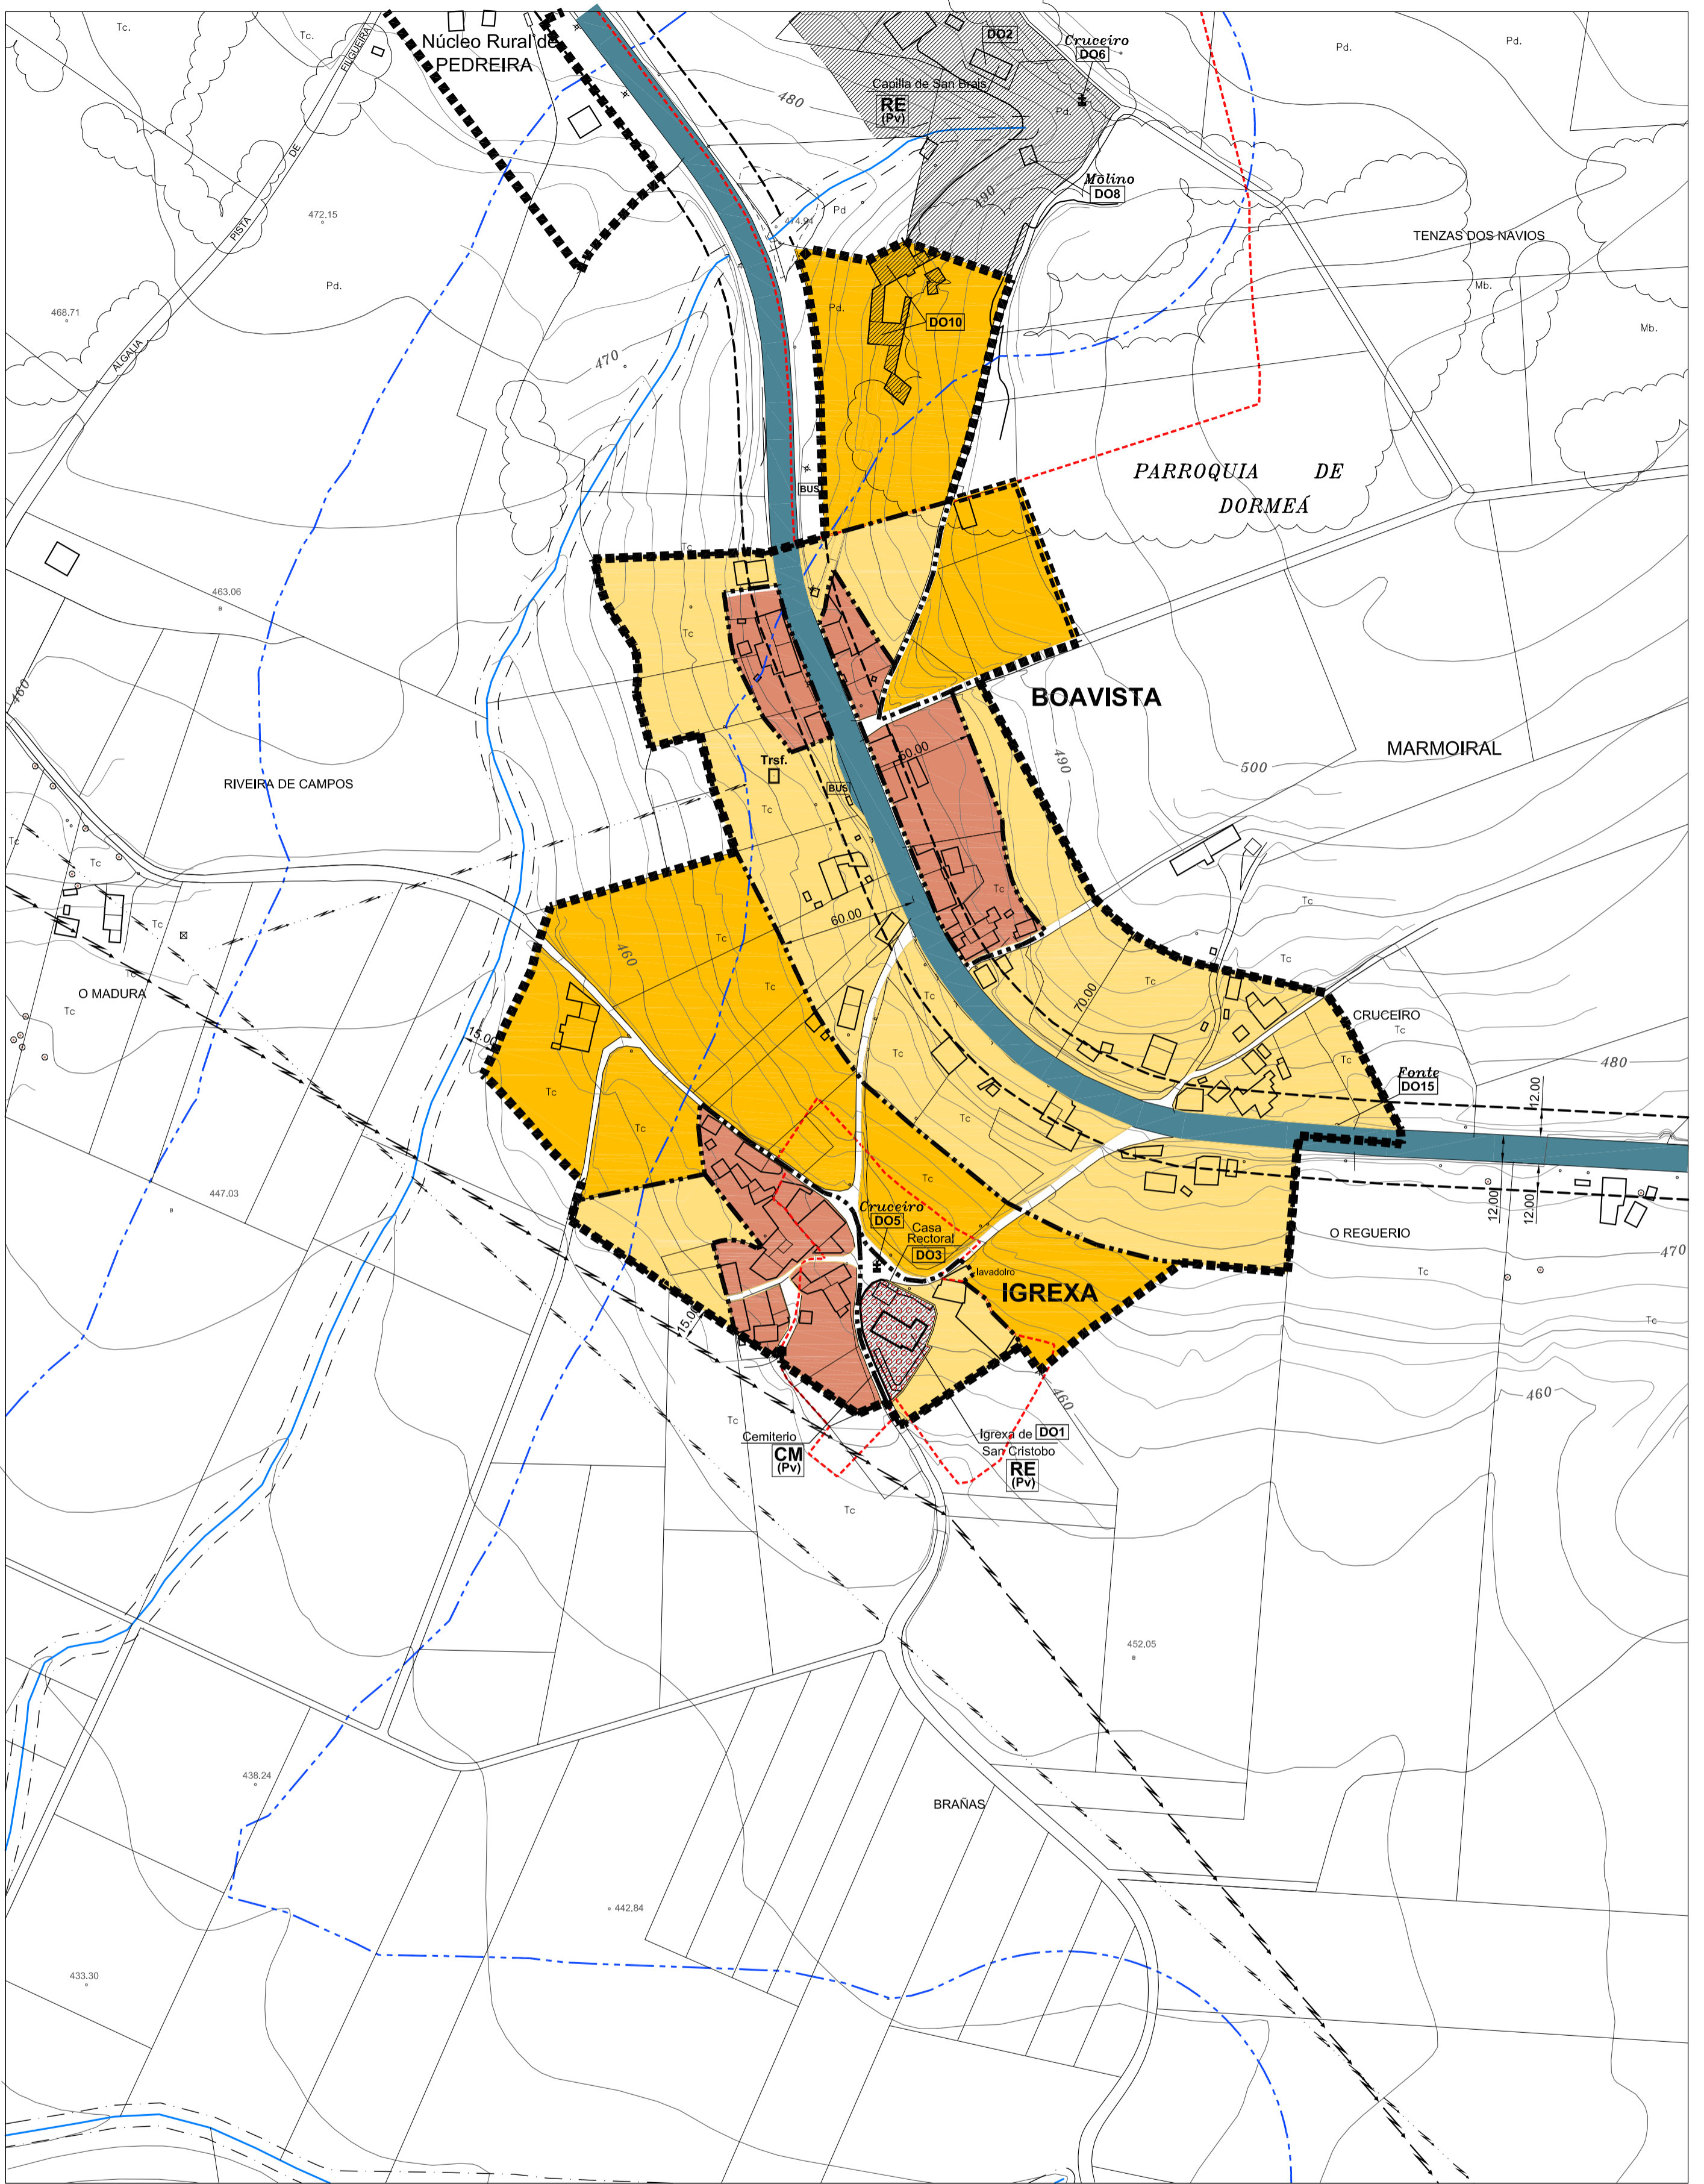 Tc.
Tc.
FILGUEIRA
DE
PISTA
ALGALIA
Núcleo Rural de
PEDREIRA
480
DO2
Cruceiro
DO6
Capilla de San Brais
RE
(Pv)
Pd.
Pd.
Pd.
Molino
DO8
490
472.15
474.94
Pd
TENZAS DOS NAVIOS
Pd.
Mb.
Mb.
468.71
Pd.
DO10
470
PARROQUIA DE
DORMEÁ
BUS
Tc
463.06
Tc
460
BOAVISTA
60.00
490
MARMOIRAL
500
Trsf.
BUS
RIVEIRA DE CAMPOS
Tc
Tc
Tc
Tc
Tc
60.00
460
Tc
Tc
Tc
Tc
Tc
Tc
Tc
O MADURA
Tc
70.00
CRUCEIRO
Tc
15.00
Tc
Tc
Fonte
DO15
480
Tc
Tc
12.00
Tc
Tc
447.03
Cruceiro
DO5
Casa
Rectoral
DO3
12.00
12.00
O REGUERIO
470
lavadoiro
IGREXA
Tc
15.00
Tc
460
460
Tc
Cemiterio
CM
(Pv)
Igrexa de DO1
San Cristobo
RE
(Pv)
Tc
452.05
438.24
BRAÑAS
442.84
433.30